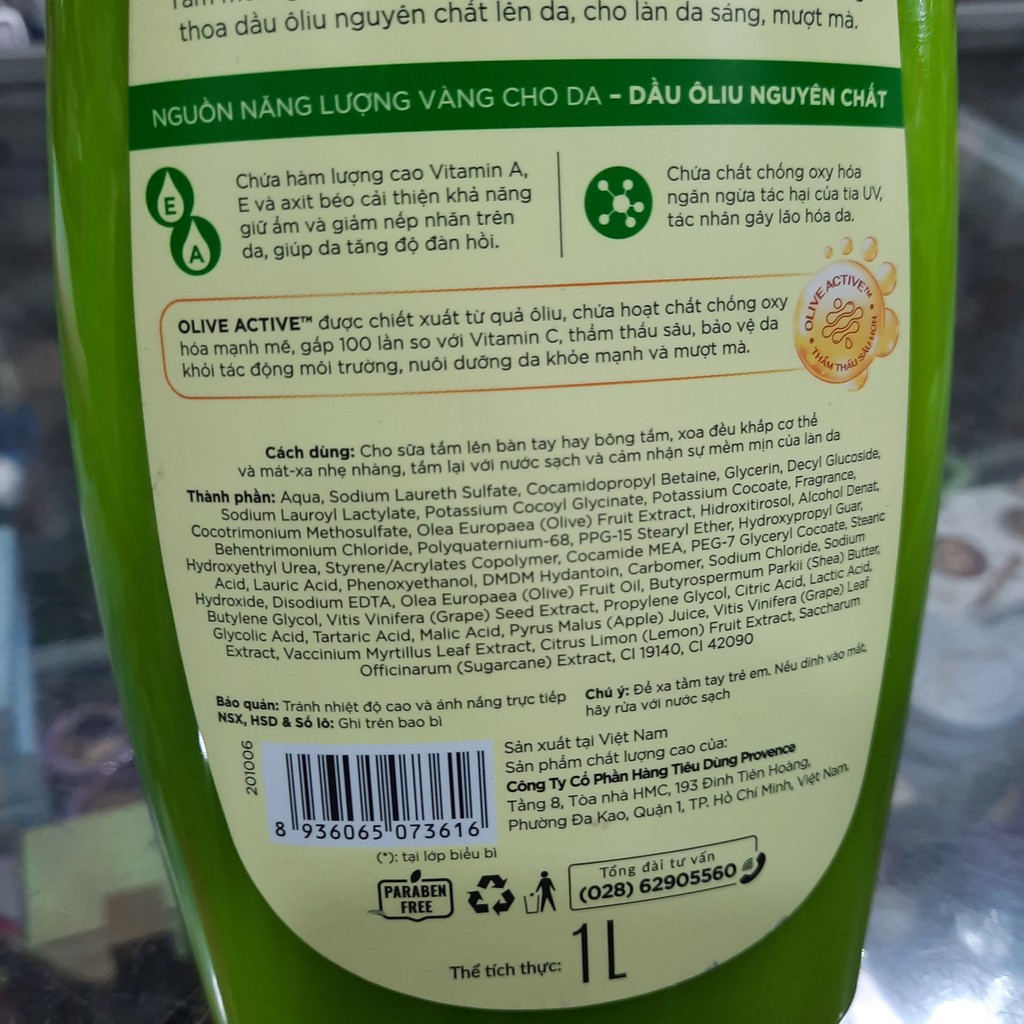 thoa dầu ôliu nguyên chất lên da, cho làn da sáng, mượt mà.
NGUỒN NĂNG LƯỢNG VÀNG CHO DA – DẦU ÔLIU NGUYÊN CHẤT
E
A
Chứa hàm lượng cao Vitamin A,
E và axit béo cải thiện khả năng
giữ ẩm và giảm nếp nhăn trên
da, giúp da tăng độ đàn hồi.
Chứa chất chống oxy hóa
ngăn ngừa tác hại của tia UV,
tác nhân gây lão hóa da.
OLIVE ACTIVE™ được chiết xuất từ quả ôliu, chứa hoạt chất chống oxy
hóa mạnh mẽ, gấp 100 lần so với Vitamin C, thẩm thấu sâu, bảo vệ da
khỏi tác động môi trường, nuôi dưỡng da khỏe mạnh và mượt mà.
OLIVE ACTIVE™
THẨM THẤU SÂU HƠN
Cách dùng: Cho sữa tắm lên bàn tay hay bông tắm, xoa đều khắp cơ thể
và mát-xa nhẹ nhàng, tắm lại với nước sạch và cảm nhận sự mềm mịn của làn da
Thành phần: Aqua, Sodium Laureth Sulfate, Cocamidopropyl Betaine, Glycerin, Decyl Glucoside,
Sodium Lauroyl Lactylate, Potassium Cocoyl Glycinate, Potassium Cocoate, Fragrance,
Cocotrimonium Methosulfate, Olea Europaea (Olive) Fruit Extract, Hidroxitirosol, Alcohol Denat,
Behentrimonium Chloride, Polyquaternium-68, PPG-15 Stearyl Ether, Hydroxypropyl Guar,
Hydroxyethyl Urea, Styrene/Acrylates Copolymer, Cocamide MEA, PEG-7 Glyceryl Cocoate, Stearic
Acid, Lauric Acid, Phenoxyethanol, DMDM Hydantoin, Carbomer, Sodium Chloride, Sodium
Hydroxide, Disodium EDTA, Olea Europaea (Olive) Fruit Oil, Butyrospermum Parkii (Shea) Butter,
Butylene Glycol, Vitis Vinifera (Grape) Seed Extract, Propylene Glycol, Citric Acid, Lactic Acid,
Glycolic Acid, Tartaric Acid, Malic Acid, Pyrus Malus (Apple) Juice, Vitis Vinifera (Grape) Leaf
Extract, Vaccinium Myrtillus Leaf Extract, Citrus Limon (Lemon) Fruit Extract, Saccharum
Officinarum (Sugarcane) Extract, CI 19140, CI 42090
Bảo quản: Tránh nhiệt độ cao và ánh nắng trực tiếp
NSX, HSD & Số lô: Ghi trên bao bì
Chú ý: Để xa tầm tay trẻ em. Nếu dính vào mắt,
hãy rửa với nước sạch
201006
8 936065 073616
Sản xuất tại Việt Nam
Sản phẩm chất lượng cao của:
Công Ty Cổ Phần Hàng Tiêu Dùng Provence
Tầng 8, Tòa nhà HMC, 193 Đinh Tiên Hoàng,
Phường Đa Kao, Quận 1, TP. Hồ Chí Minh, Việt Nam.
(*): tại lớp biểu bì
PARABEN
FREE
Tổng đài tư vấn
(028) 62905560
Thể tích thực: 1L